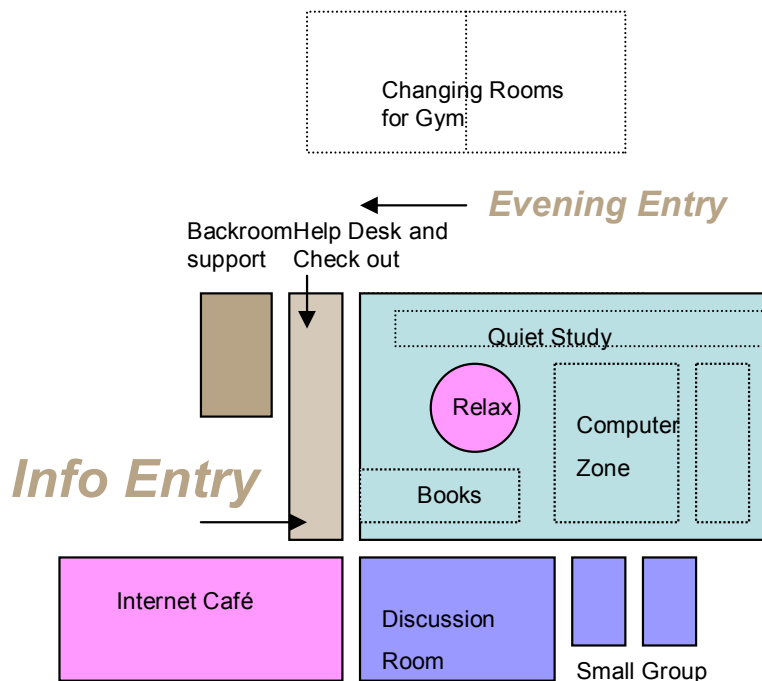 Changing Rooms
for Gym
Evening Entry
Backroom
support
Help Desk and
Check out
Quiet Study
Relax
Computer
Zone
Info Entry
Books
Internet Café
Discussion
Room
Small Group